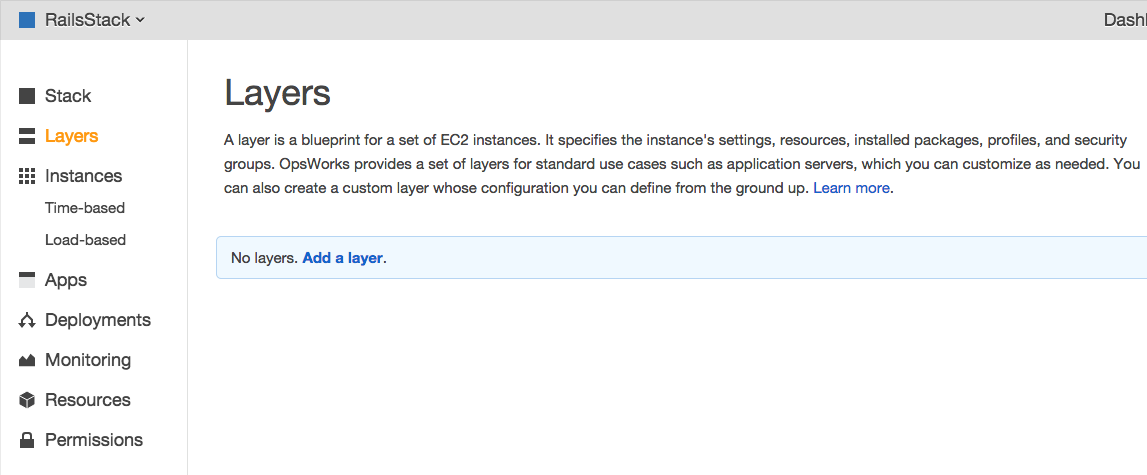 RailsStack
Stack
Layers
Instances
Time-based
Load-based
Apps
Deployments
Monitoring
Resources
Permissions
Layers
A layer is a blueprint for a set of EC2 instances. It specifies the instance's settings, resources, installed packages, profiles, and security
groups. OpsWorks provides a set of layers for standard use cases such as application servers, which you can customize as needed. You
can also create a custom layer whose configuration you can define from the ground up. Learn more.
No layers. Add a layer.